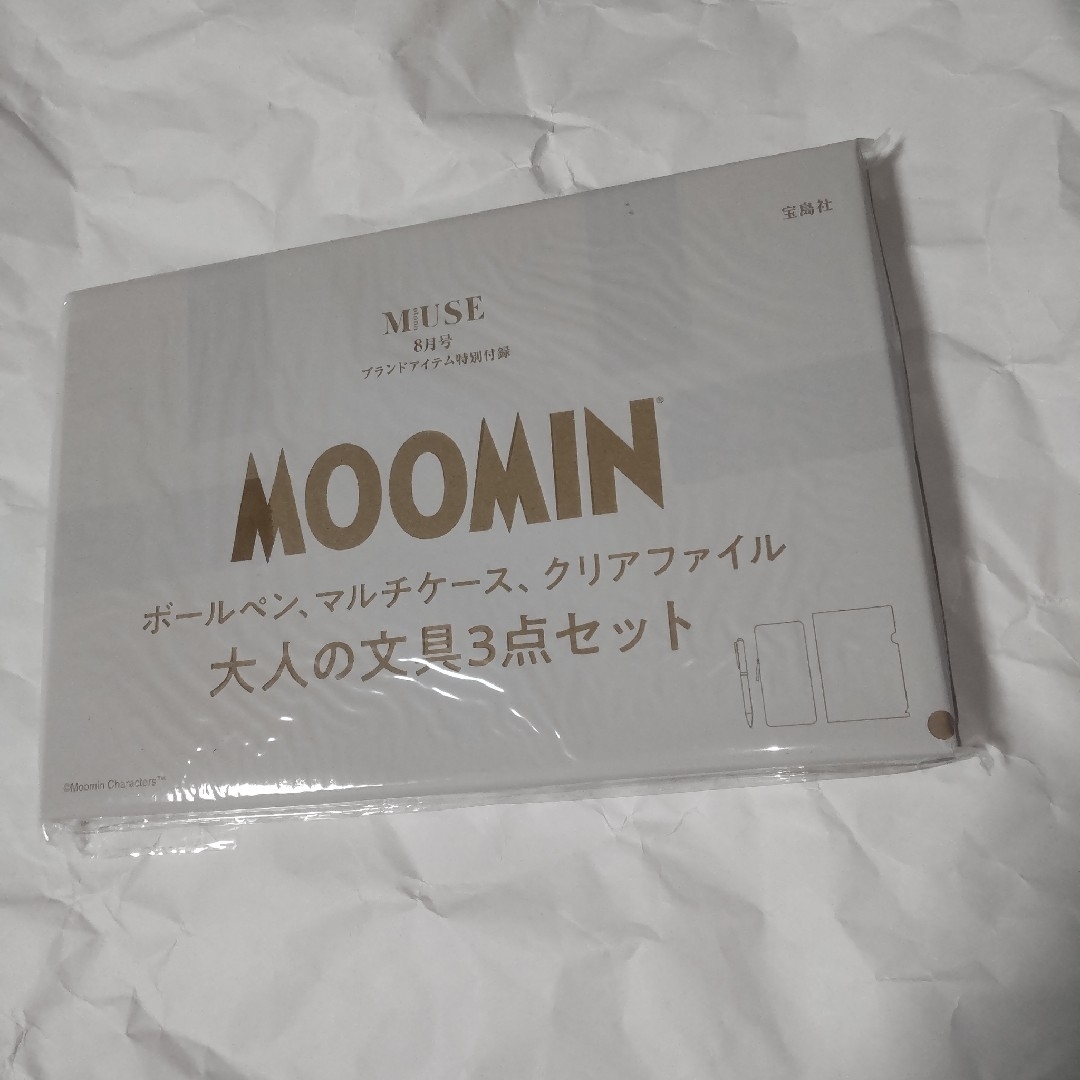 宝島社
otona MUSE
8月号
ブランドアイテム特別付録
MOOMIN®
ボールペン、マルチケース、クリアファイル
大人の文具3点セット
©Moomin Characters™